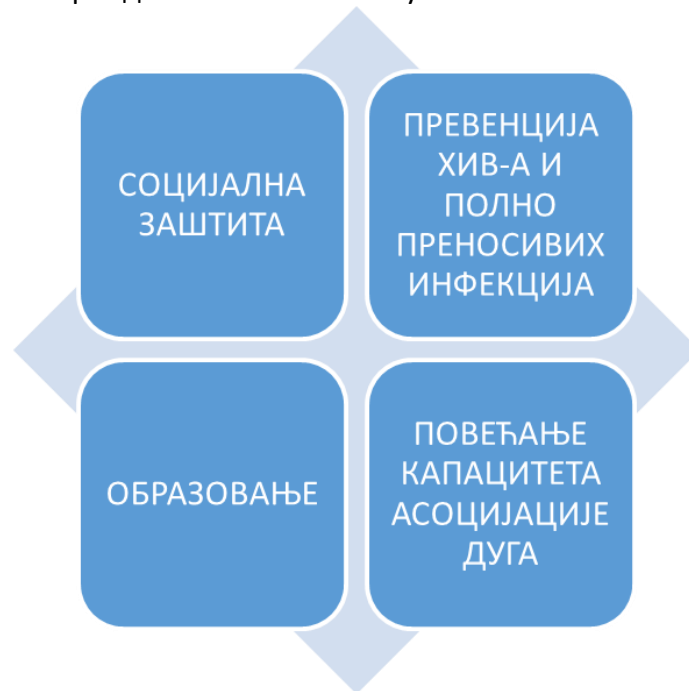 СОЦИЈАЛНА
ЗАШТИТА
ПРЕВЕНЦИЈА
ХИВ-А И
ПОЛНО
ПРЕНОСИВИХ
ИНФЕКЦИЈА
ОБРАЗОВАЊЕ
ПОВЕЋАЊЕ
КАПАЦИТЕТА
АСОЦИЈАЦИЈЕ
ДУГА